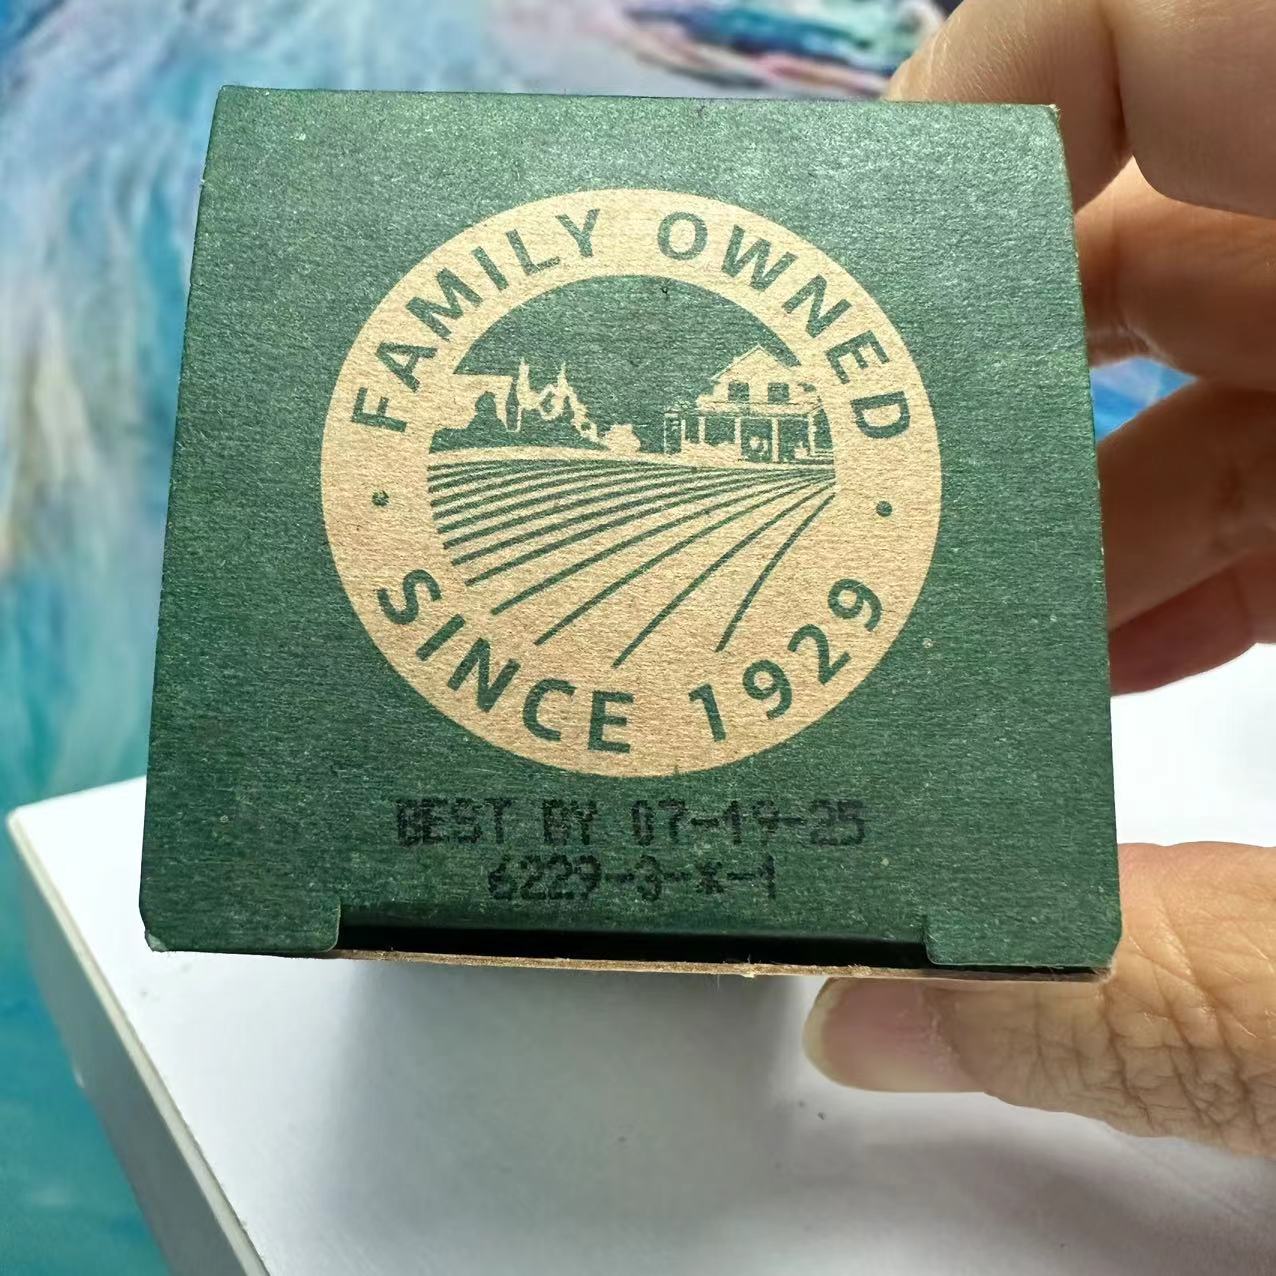 FAMILY OWNED
SINCE 1929
BEST BY 07-19-25
6229-3-X-1